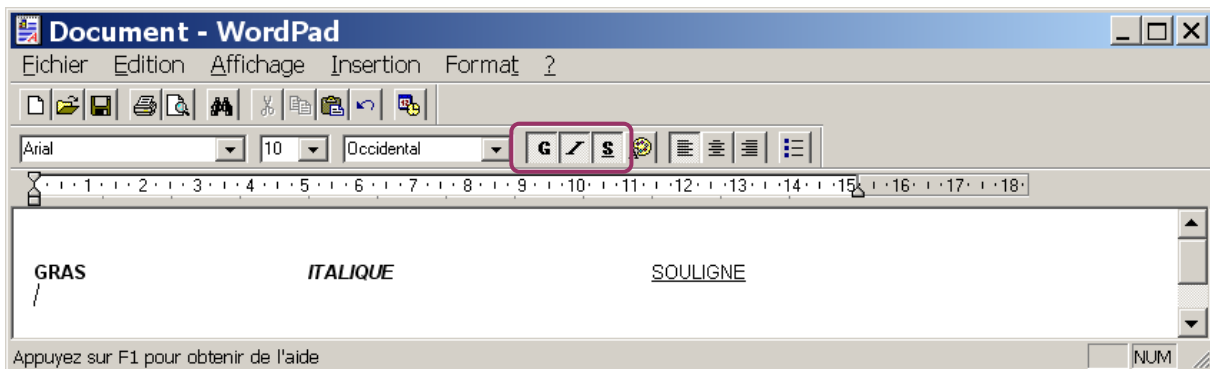 Document - WordPad
Fichier Edition Affichage Insertion Format ?
Arial 10 Occidental G I S
1 2 3 4 5 6 7 8 9 10 11 12 13 14 15 16 17 18
GRAS ITALIQUE SOULIGNE
Appuyez sur F1 pour obtenir de l'aide NUM